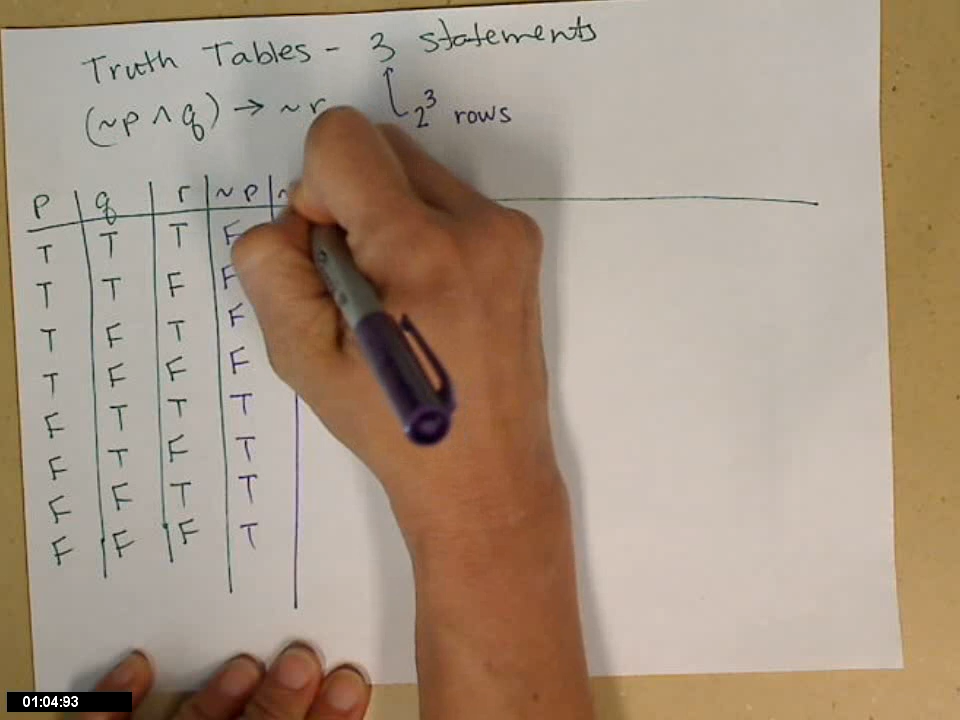 Truth Tables - 3 statements
(~p ∧ q) → ~r
2³ rows
p q r ~p ~
T T T F
T T F F
T F T F
T F F F
F T T T
F T F T
F F T T
F F F T
01:04:93